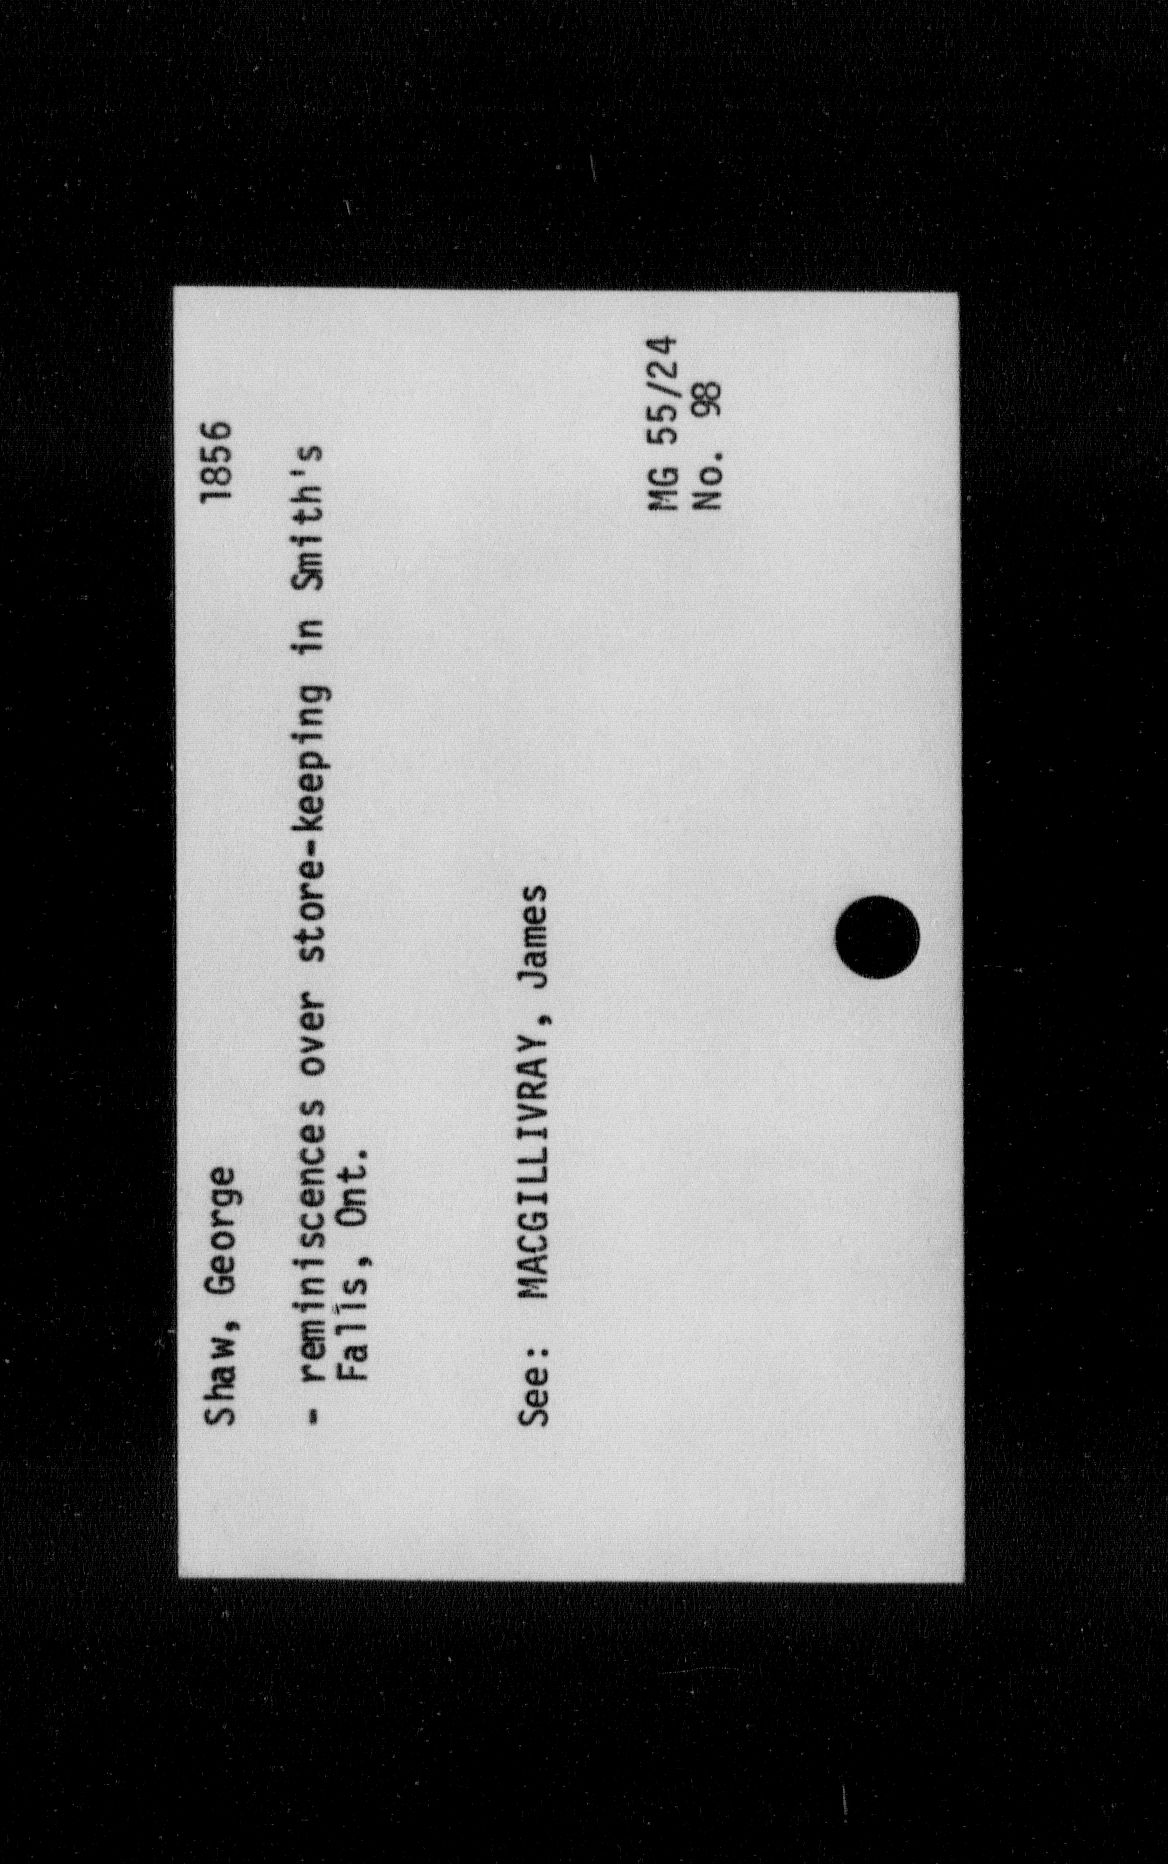 Shaw, George 1856
- reminiscences over store-keeping in Smith's
Falls, Ont.
See: MACGILLIVRAY, James
MG 55/24
No. 98